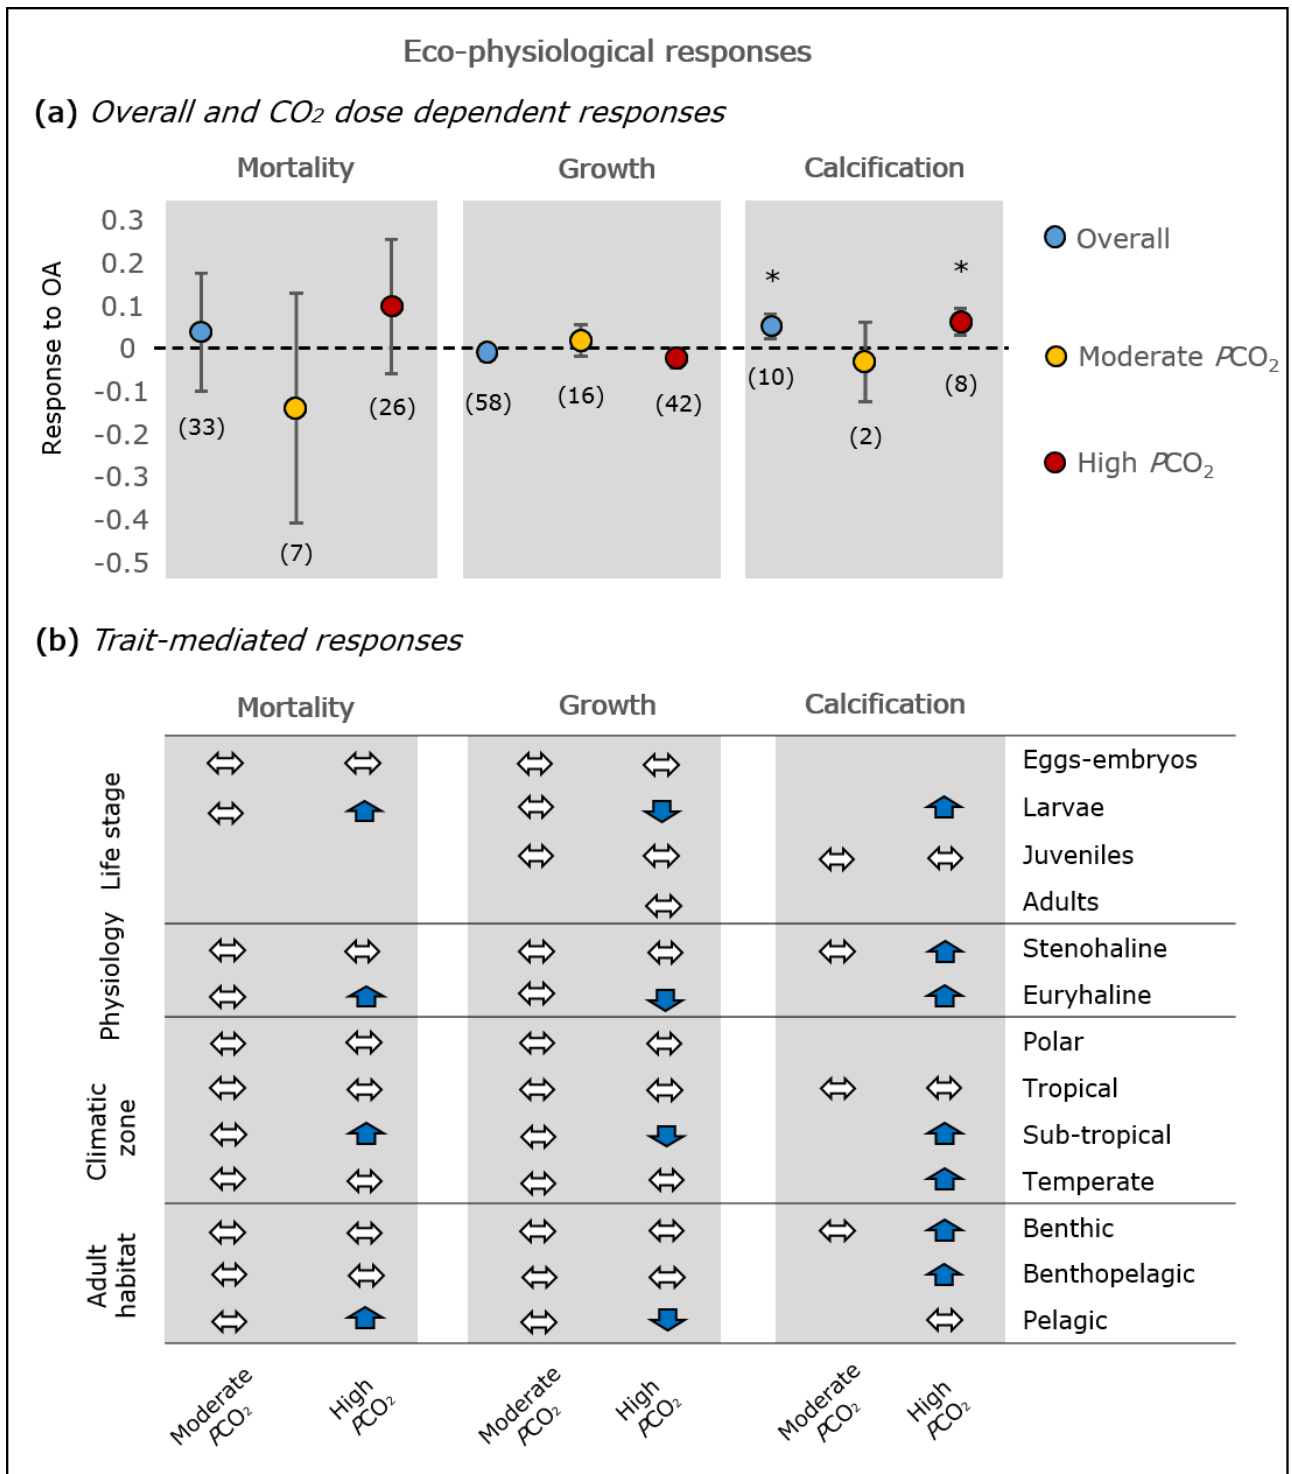 Eco-physiological responses
(a) Overall and CO₂ dose dependent responses
Mortality Growth Calcification
Response to OA
0.3
0.2
0.1
0
-0.1
-0.2
-0.3
-0.4
-0.5
(33) (7) (26)
(58) (16) (42)
* *
(10) (2) (8)
Overall
Moderate PCO₂
High PCO₂
(b) Trait-mediated responses
Mortality Growth Calcification
Life stage
Eggs-embryos
Larvae
Juveniles
Adults
Physiology
Stenohaline
Euryhaline
Climatic
zone
Polar
Tropical
Sub-tropical
Temperate
Adult
habitat
Benthic
Benthopelagic
Pelagic
Moderate
PCO₂
High
PCO₂
Moderate
PCO₂
High
PCO₂
Moderate
PCO₂
High
PCO₂